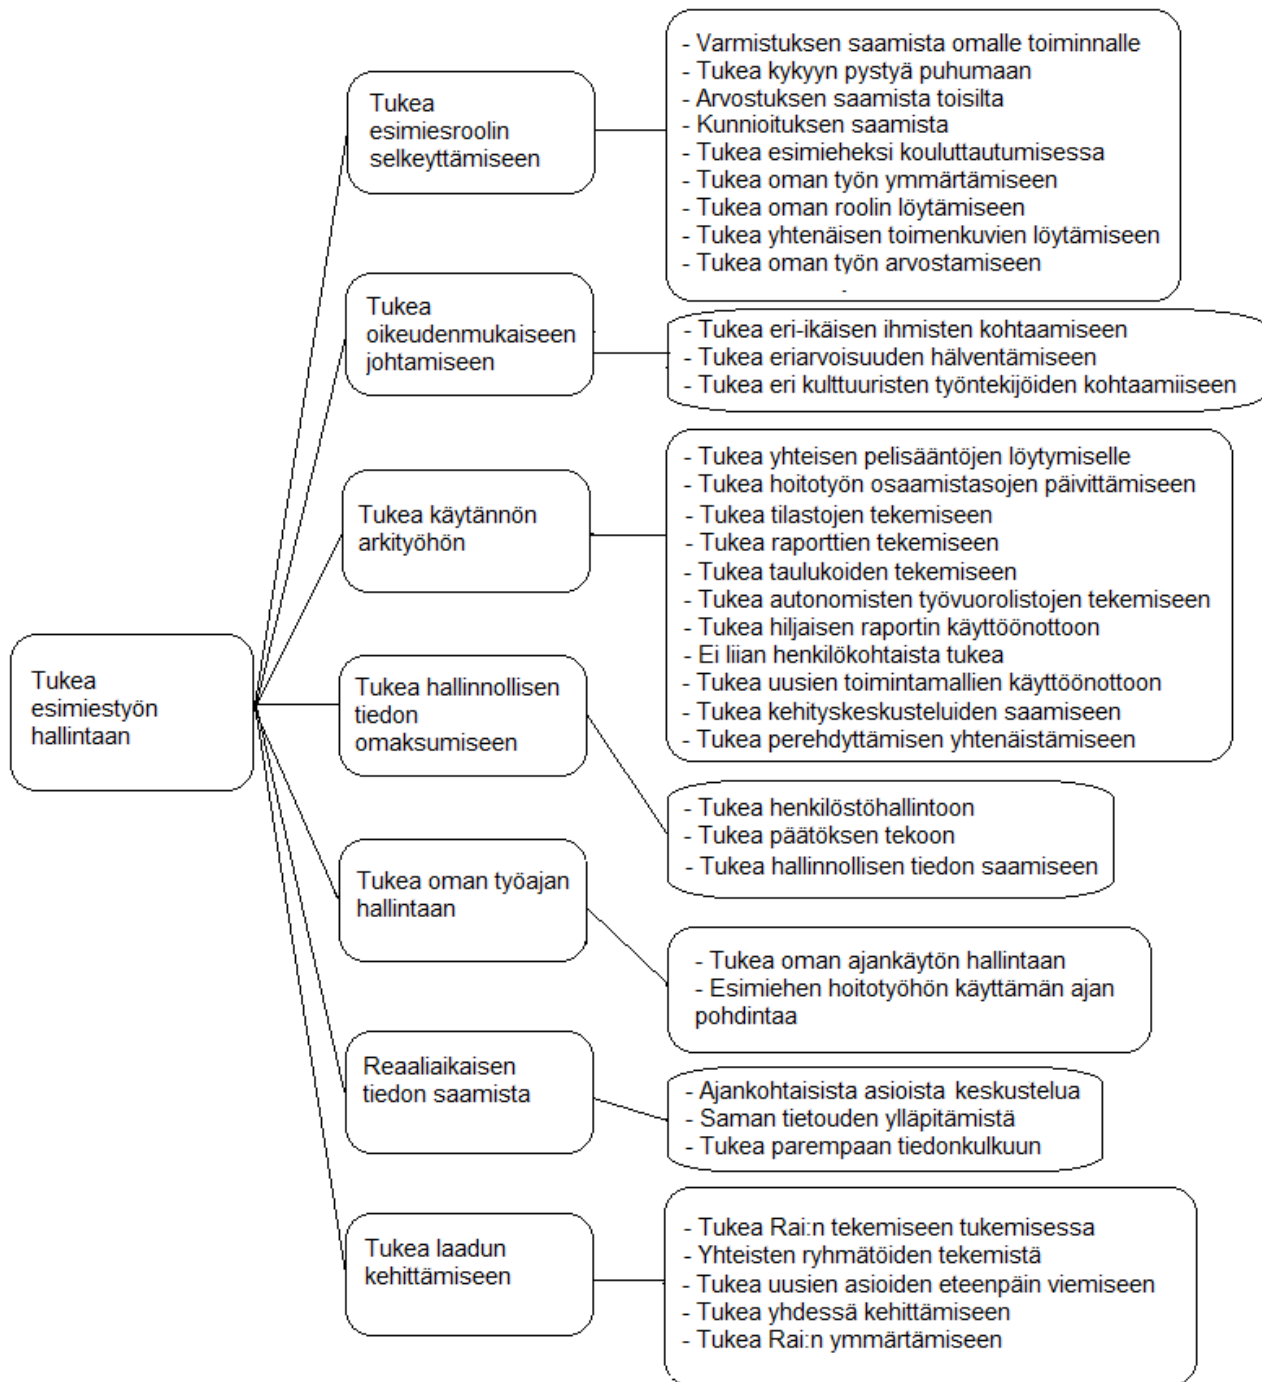 Tukea
esimiestyön
hallintaan
Tukea
esimiesroolin
selkeyttämiseen
- Varmistuksen saamista omalle toiminnalle
- Tukea kykyyn pystyä puhumaan
- Arvostuksen saamista toisilta
- Kunnioituksen saamista
- Tukea esimieheksi kouluttautumisessa
- Tukea oman työn ymmärtämiseen
- Tukea oman roolin löytämiseen
- Tukea yhtenäisen toimenkuvien löytämiseen
- Tukea oman työn arvostamiseen
Tukea
oikeudenmukaiseen
johtamiseen
- Tukea eri-ikäisen ihmisten kohtaamiseen
- Tukea eriarvoisuuden hälventämiseen
- Tukea eri kulttuuristen työntekijöiden kohtaamiiseen
Tukea käytännön
arkityöhön
- Tukea yhteisen pelisääntöjen löytymiselle
- Tukea hoitotyön osaamistasojen päivittämiseen
- Tukea tilastojen tekemiseen
- Tukea raporttien tekemiseen
- Tukea taulukoiden tekemiseen
- Tukea autonomisten työvuorolistojen tekemiseen
- Tukea hiljaisen raportin käyttöönottoon
- Ei liian henkilökohtaista tukea
- Tukea uusien toimintamallien käyttöönottoon
- Tukea kehityskeskusteluiden saamiseen
- Tukea perehdyttämisen yhtenäistämiseen
Tukea hallinnollisen
tiedon
omaksumiseen
- Tukea henkilöstöhallintoon
- Tukea päätöksen tekoon
- Tukea hallinnollisen tiedon saamiseen
Tukea oman työajan
hallintaan
- Tukea oman ajankäytön hallintaan
- Esimiehen hoitotyöhön käyttämän ajan
pohdintaa
Reaaliaikaisen
tiedon saamista
- Ajankohtaisista asioista keskustelua
- Saman tietouden ylläpitämistä
- Tukea parempaan tiedonkulkuun
Tukea laadun
kehittämiseen
- Tukea Rai:n tekemiseen tukemisessa
- Yhteisten ryhmätöiden tekemistä
- Tukea uusien asioiden eteenpäin viemiseen
- Tukea yhdessä kehittämiseen
- Tukea Rai:n ymmärtämiseen